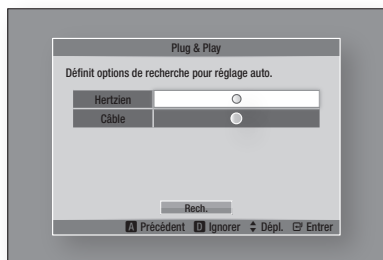 Plug & Play
Définit options de recherche pour réglage auto.
Hertzien
Câble
Rech.
A Précédent D Ignorer Dépl. Entrer